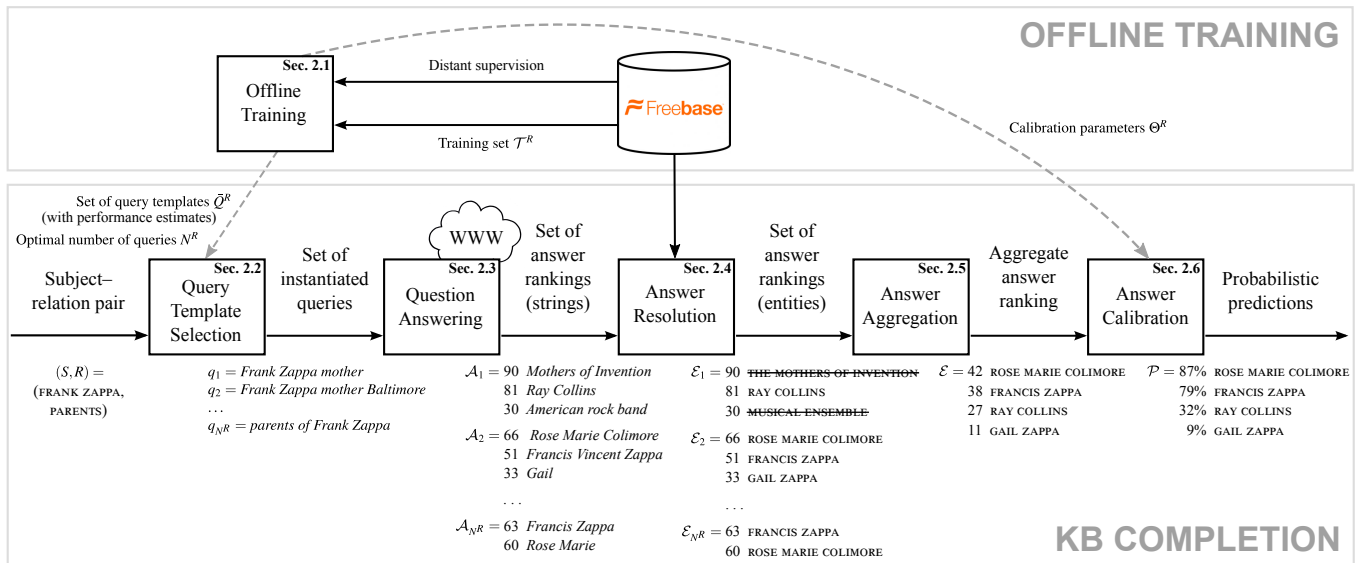 OFFLINE TRAINING
Sec. 2.1
Offline
Training
Distant supervision
Training set 𝒯^R
Freebase
Calibration parameters Θ^R
Set of query templates Q̄^R
(with performance estimates)
Optimal number of queries N^R
Subject–
relation pair
Sec. 2.2
Query
Template
Selection
Set of
instantiated
queries
WWW
Sec. 2.3
Question
Answering
Set of
answer
rankings
(strings)
Sec. 2.4
Answer
Resolution
Set of
answer
rankings
(entities)
Sec. 2.5
Answer
Aggregation
Aggregate
answer
ranking
Sec. 2.6
Answer
Calibration
Probabilistic
predictions
(S,R) =
(FRANK ZAPPA,
PARENTS)
q₁ = Frank Zappa mother
q₂ = Frank Zappa mother Baltimore
...
q_{N^R} = parents of Frank Zappa
𝒜₁ = 90 Mothers of Invention
81 Ray Collins
30 American rock band
𝒜₂ = 66 Rose Marie Colimore
51 Francis Vincent Zappa
33 Gail
...
𝒜_{N^R} = 63 Francis Zappa
60 Rose Marie
ℰ₁ = 90 THE MOTHERS OF INVENTION
81 RAY COLLINS
30 MUSICAL ENSEMBLE
ℰ₂ = 66 ROSE MARIE COLIMORE
51 FRANCIS ZAPPA
33 GAIL ZAPPA
...
ℰ_{N^R} = 63 FRANCIS ZAPPA
60 ROSE MARIE COLIMORE
ℰ = 42 ROSE MARIE COLIMORE
38 FRANCIS ZAPPA
27 RAY COLLINS
11 GAIL ZAPPA
𝒫 = 87% ROSE MARIE COLIMORE
79% FRANCIS ZAPPA
32% RAY COLLINS
9% GAIL ZAPPA
KB COMPLETION